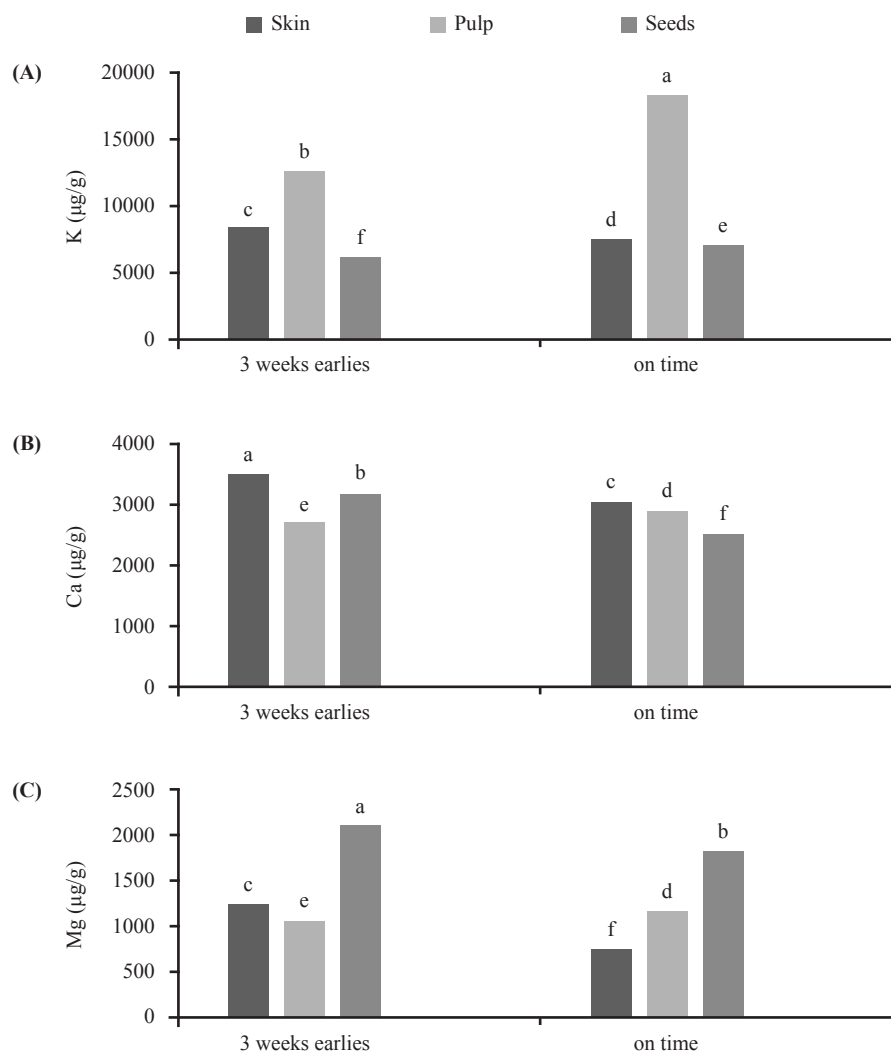 Skin Pulp Seeds
(A)
K (µg/g)
20000
15000
10000
5000
0
c b f d a e
3 weeks earlies on time
(B)
Ca (µg/g)
4000
3000
2000
1000
0
a e b c d f
3 weeks earlies on time
(C)
Mg (µg/g)
2500
2000
1500
1000
500
0
c e a f d b
3 weeks earlies on time